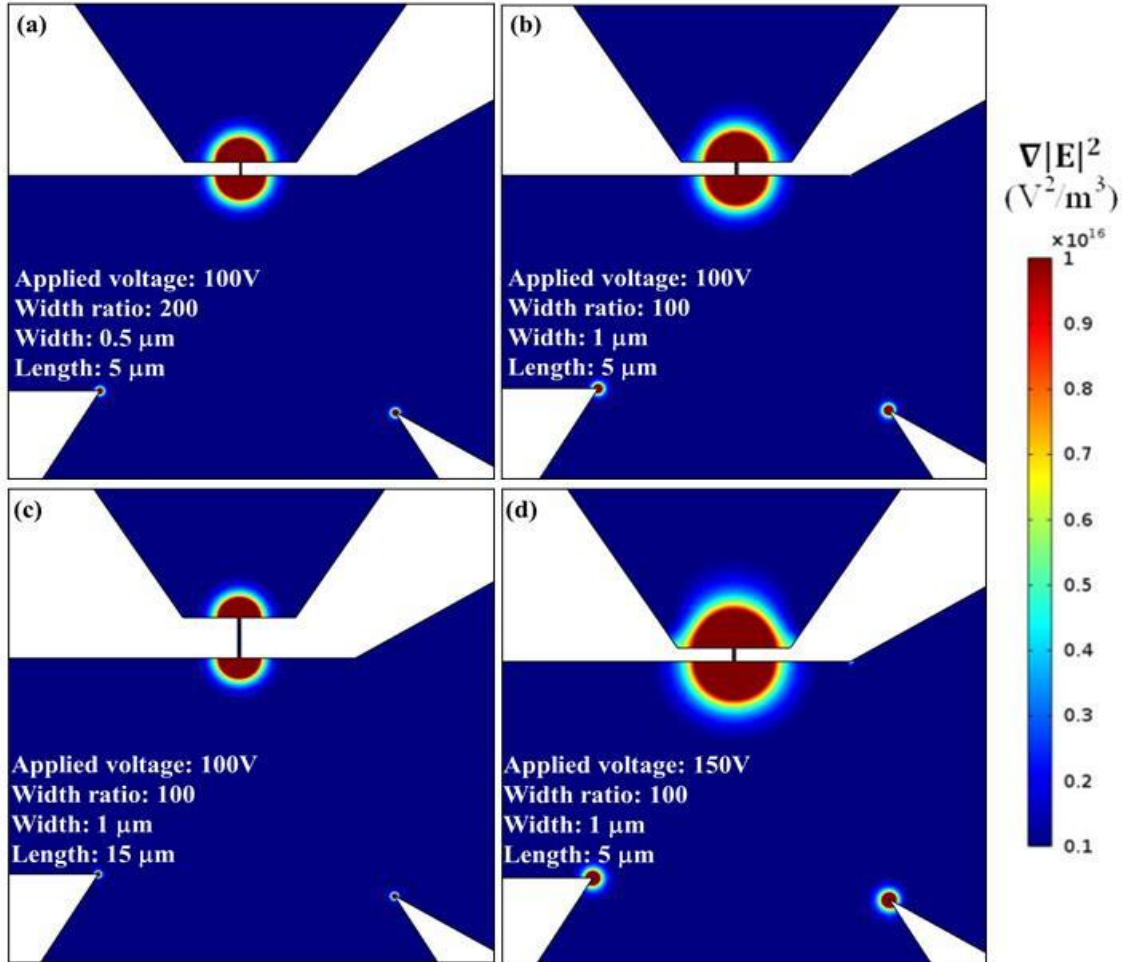 (a)
Applied voltage: 100V
Width ratio: 200
Width: 0.5 μm
Length: 5 μm
(b)
Applied voltage: 100V
Width ratio: 100
Width: 1 μm
Length: 5 μm
(c)
Applied voltage: 100V
Width ratio: 100
Width: 1 μm
Length: 15 μm
(d)
Applied voltage: 150V
Width ratio: 100
Width: 1 μm
Length: 5 μm
∇|E|²
(V²/m³)
×10¹⁶
1
0.9
0.8
0.7
0.6
0.5
0.4
0.3
0.2
0.1